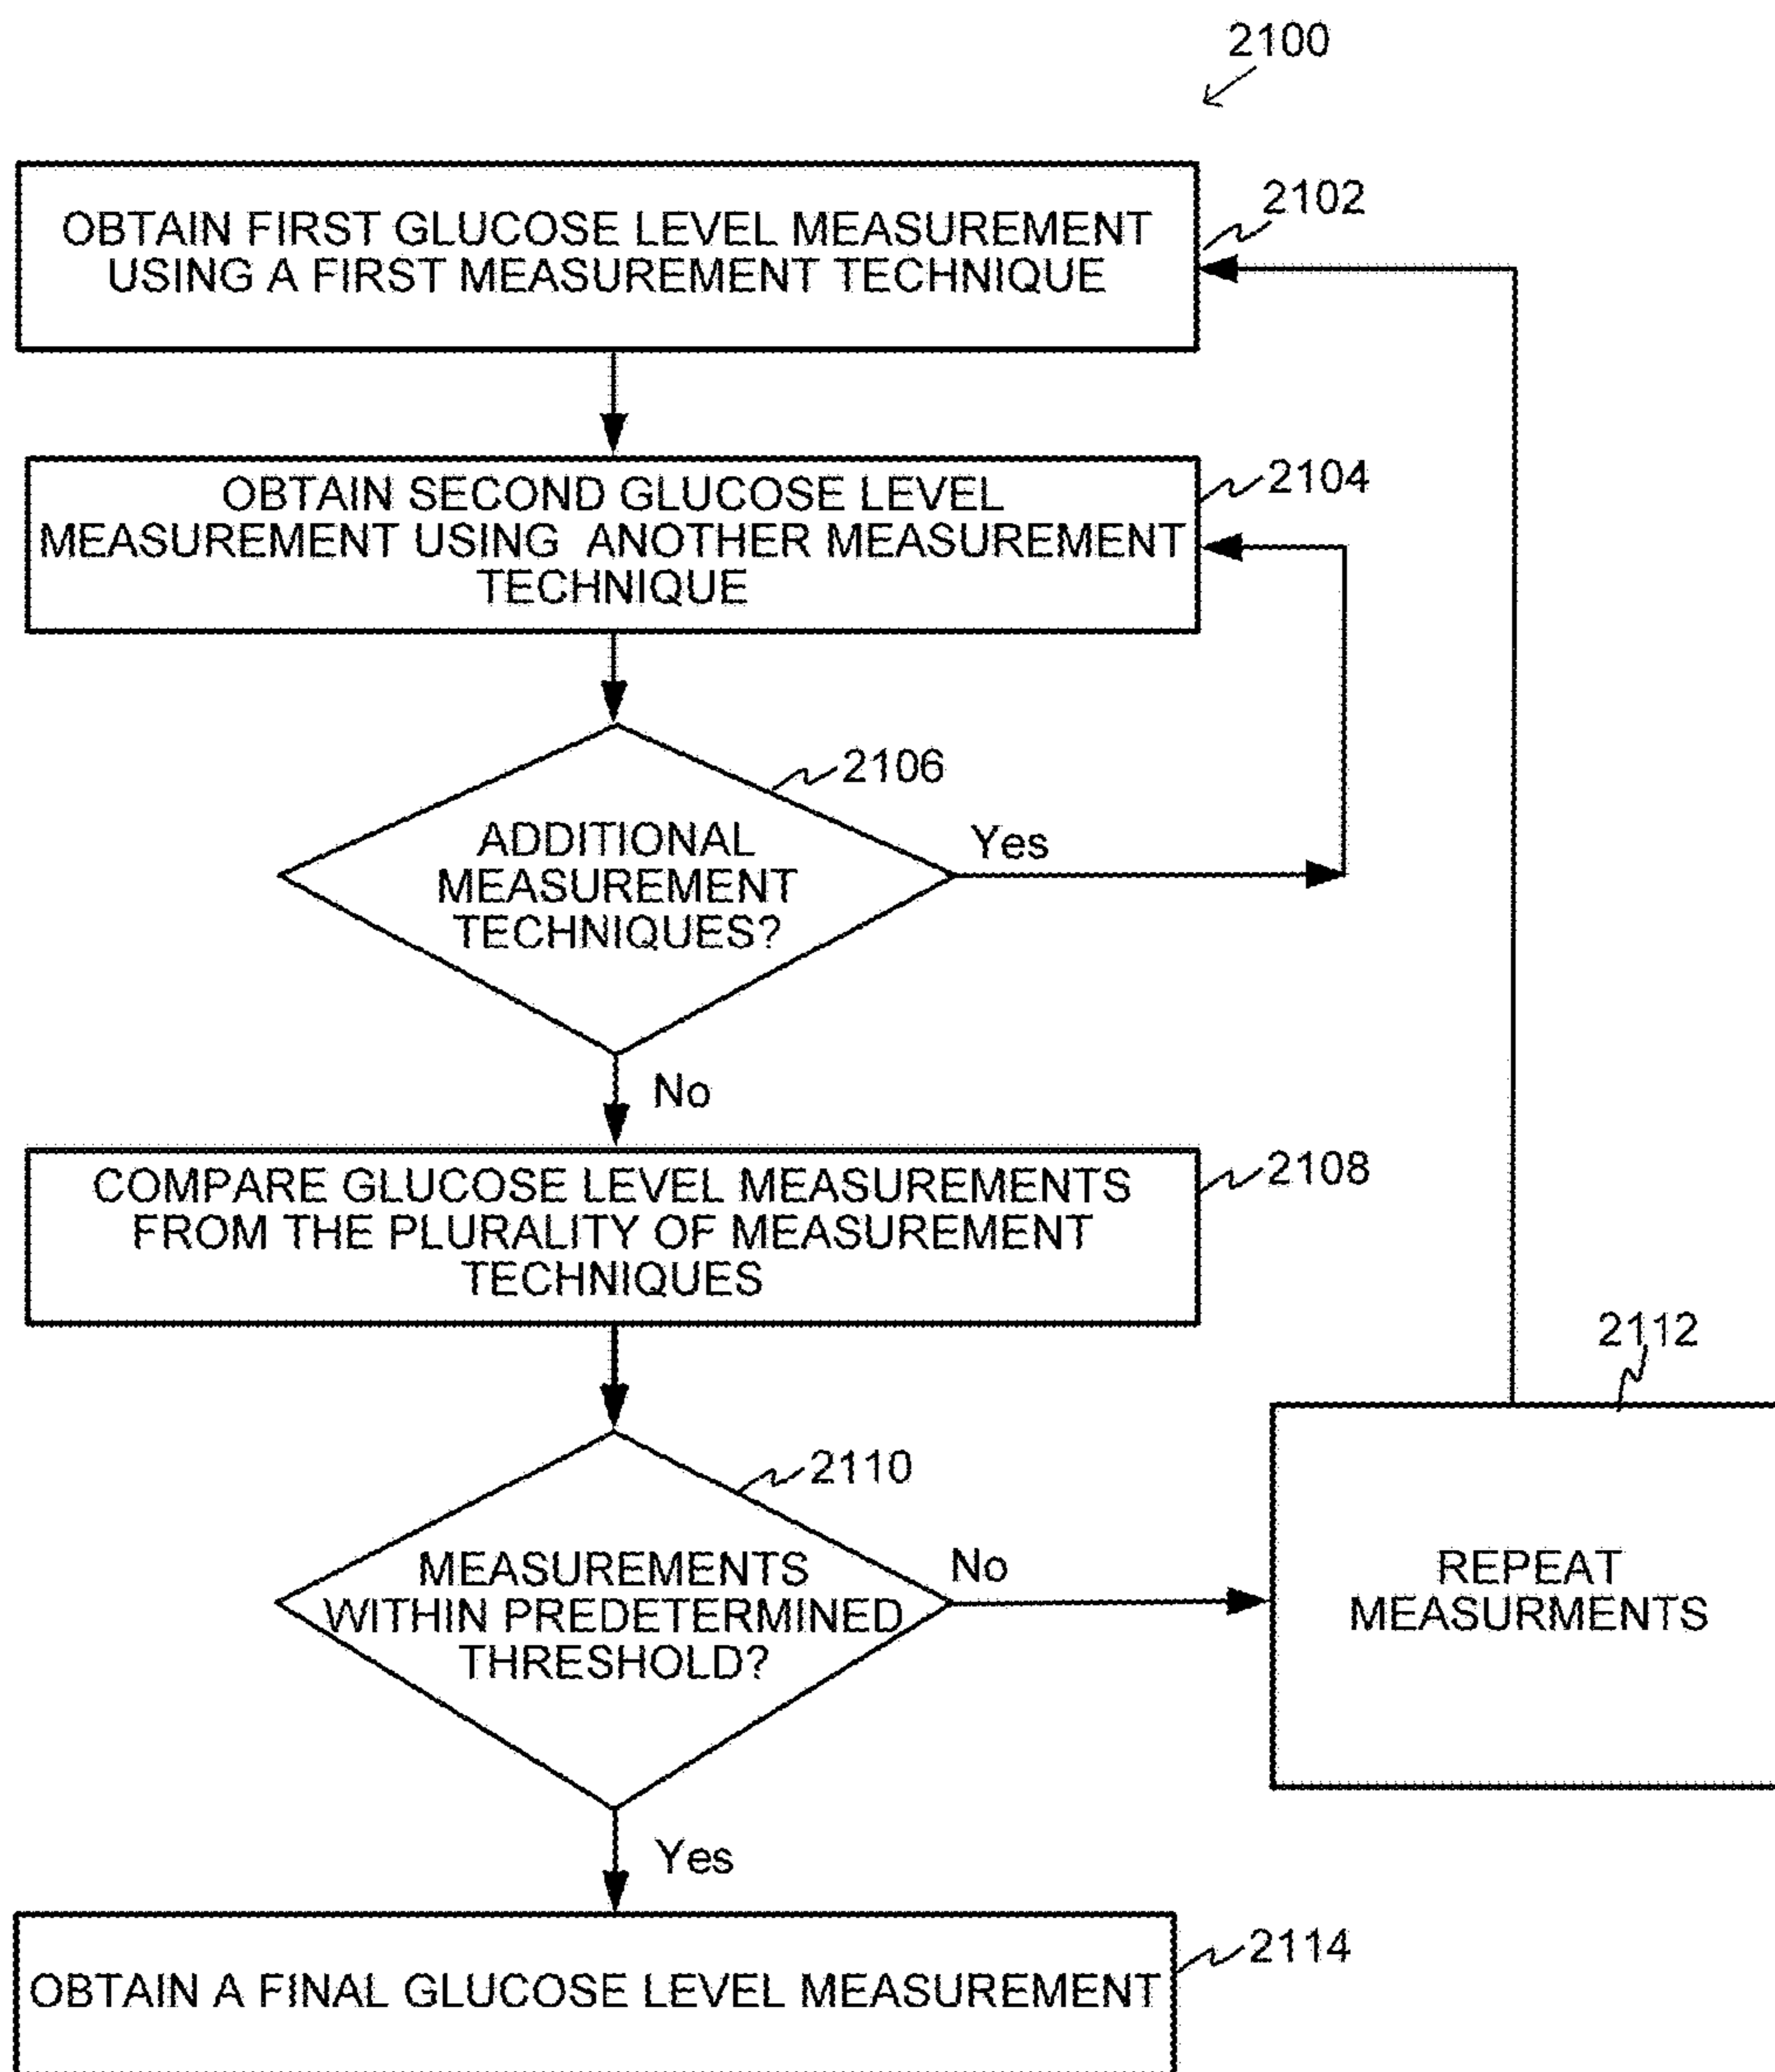 2100
2102
OBTAIN FIRST GLUCOSE LEVEL MEASUREMENT
USING A FIRST MEASUREMENT TECHNIQUE
2104
OBTAIN SECOND GLUCOSE LEVEL
MEASUREMENT USING ANOTHER MEASUREMENT
TECHNIQUE
2106
ADDITIONAL
MEASUREMENT
TECHNIQUES?
Yes
No
2108
COMPARE GLUCOSE LEVEL MEASUREMENTS
FROM THE PLURALITY OF MEASUREMENT
TECHNIQUES
2110
MEASUREMENTS
WITHIN PREDETERMINED
THRESHOLD?
No
2112
REPEAT
MEASURMENTS
Yes
2114
OBTAIN A FINAL GLUCOSE LEVEL MEASUREMENT